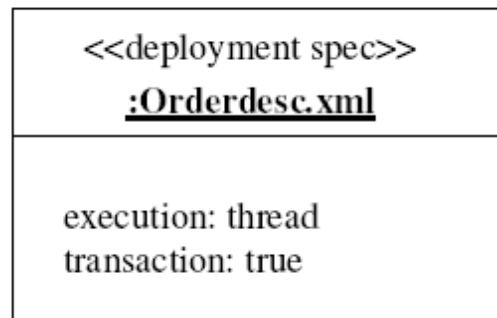 <<deployment spec>>
:Orderdesc.xml
execution: thread
transaction: true